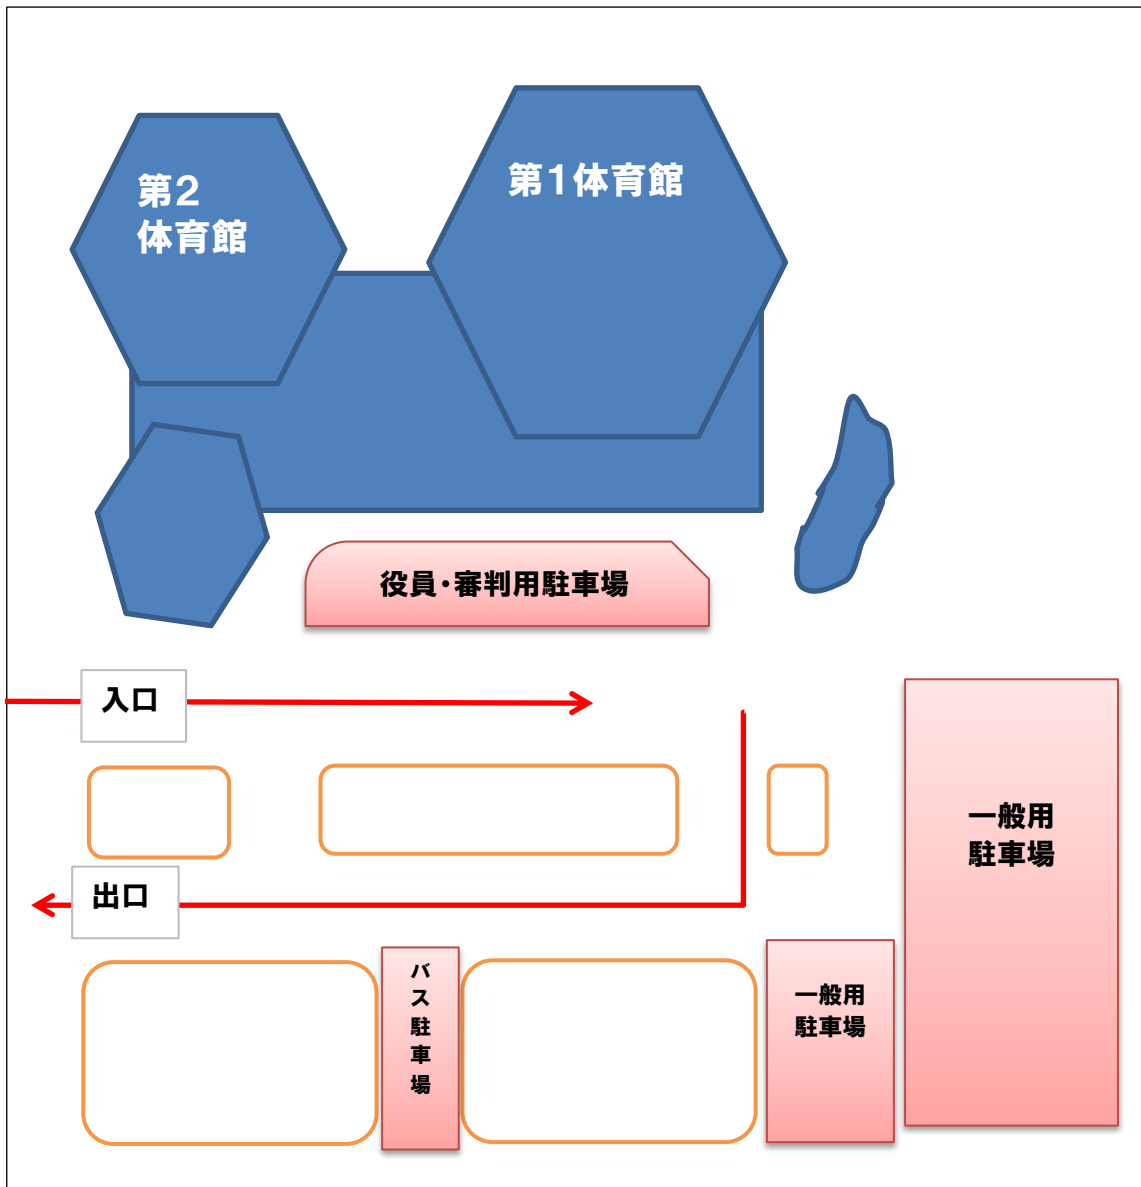 第2
体育館
第1体育館
役員・審判用駐車場
入口
出口
一般用
駐車場
バス駐車場
一般用
駐車場